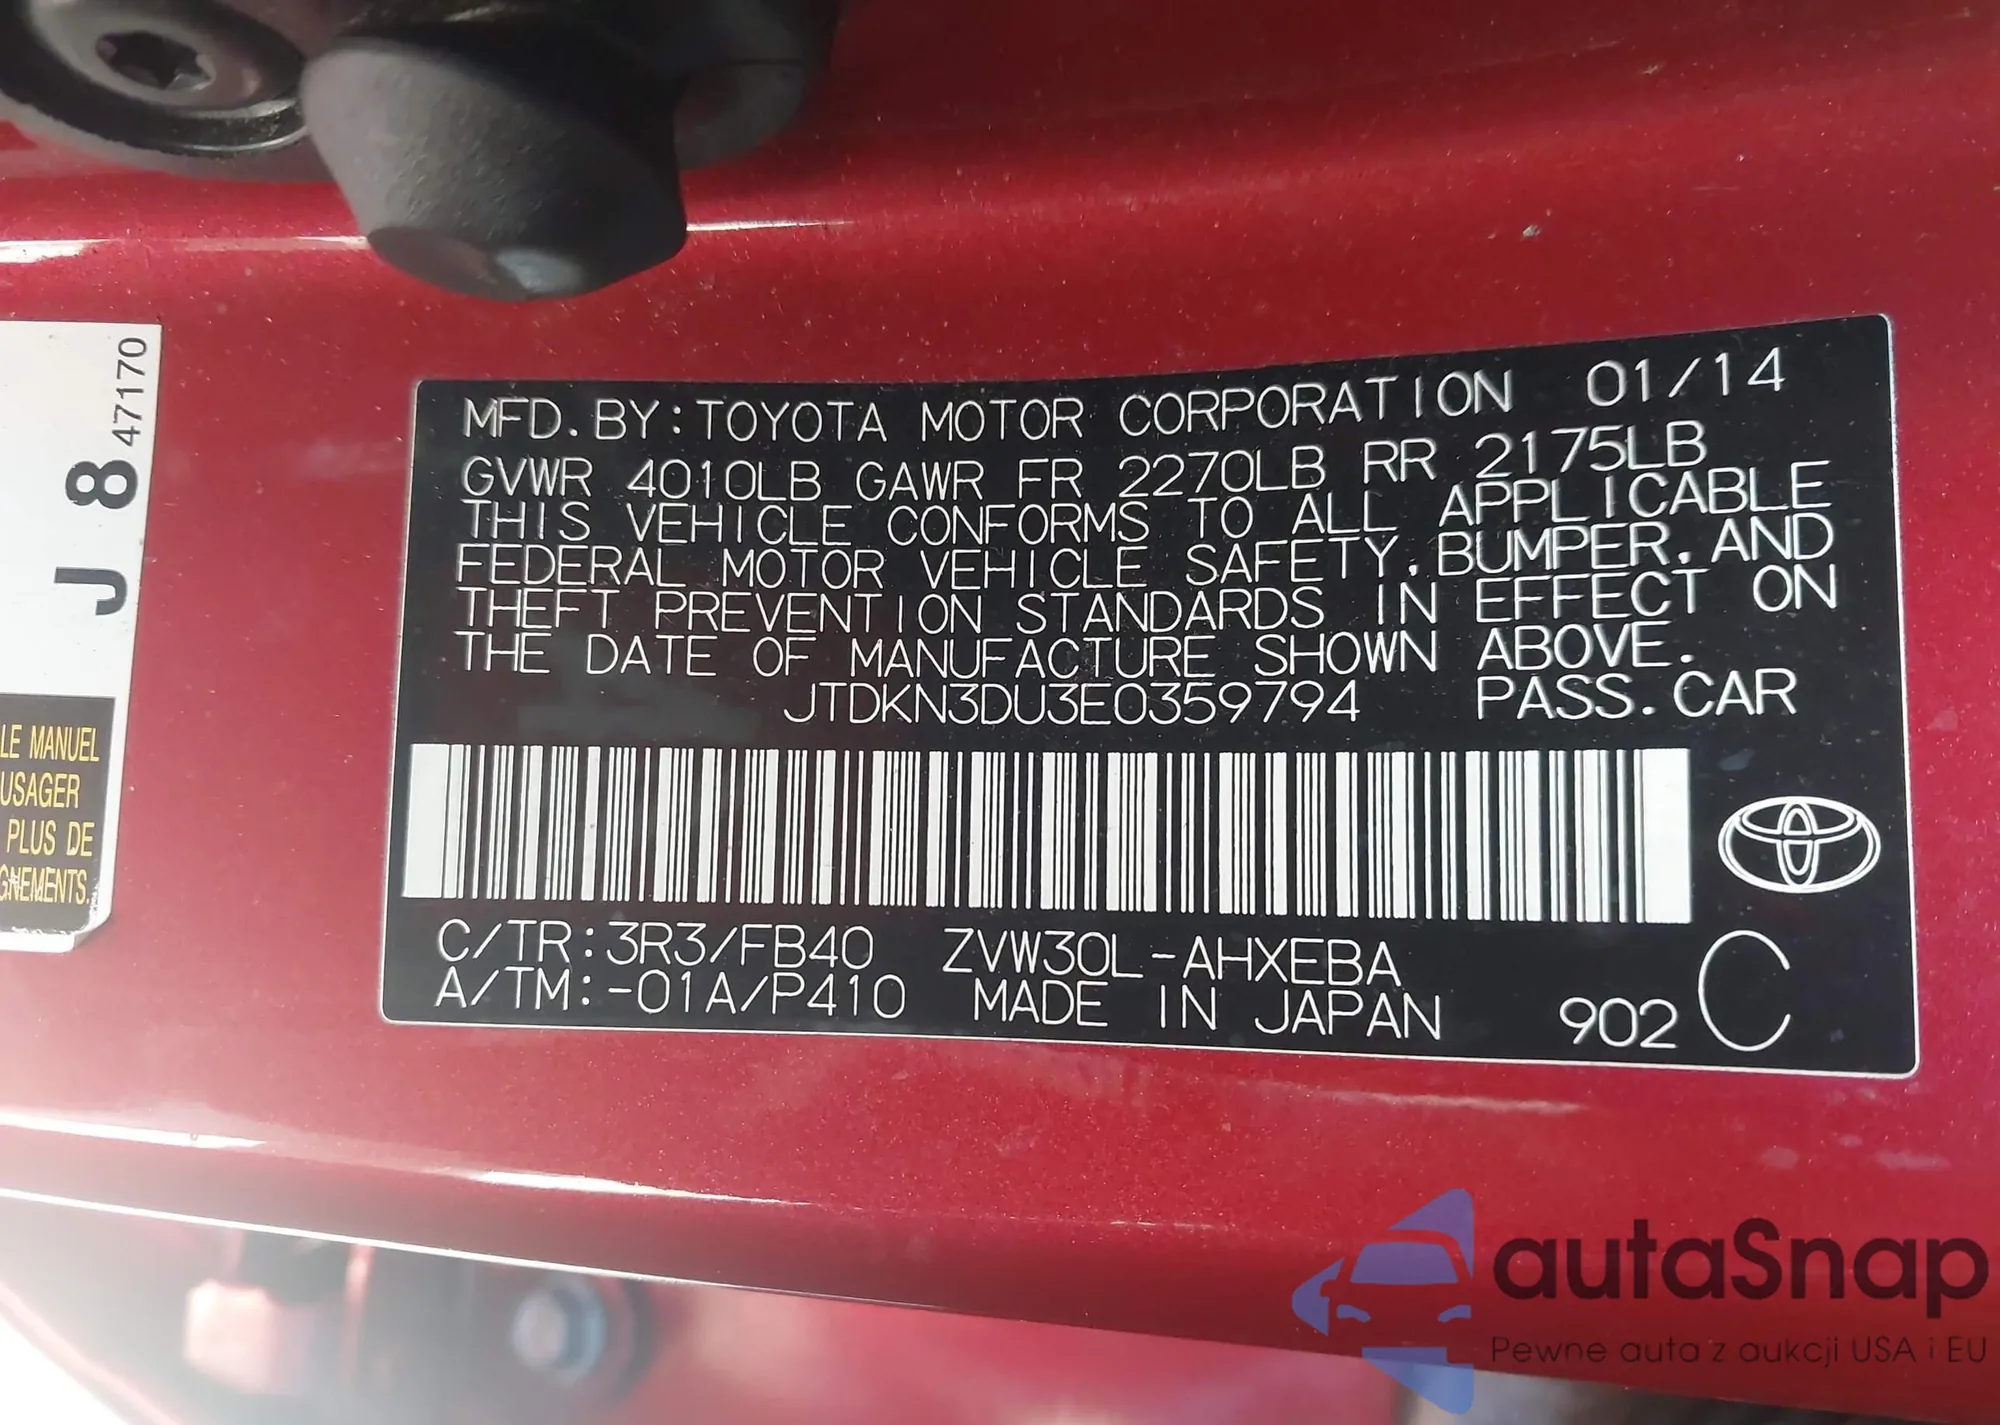 47170
J 8
LE MANUEL
USAGER
PLUS DE
GNEMENTS.
MFD. BY: TOYOTA MOTOR CORPORATION 01/14
GVWR 4010LB GAWR FR 2270LB RR 2175LB
THIS VEHICLE CONFORMS TO ALL APPLICABLE
FEDERAL MOTOR VEHICLE SAFETY, BUMPER, AND
THEFT PREVENTION STANDARDS IN EFFECT ON
THE DATE OF MANUFACTURE SHOWN ABOVE.
JTDKN3DU3E0359794 PASS. CAR
C/TR: 3R3/FB40 ZVW30L-AHXEBA
A/TM: -01A/P410 MADE IN JAPAN 902 C
autaSnap
Pewne auta z aukcji USA i EU